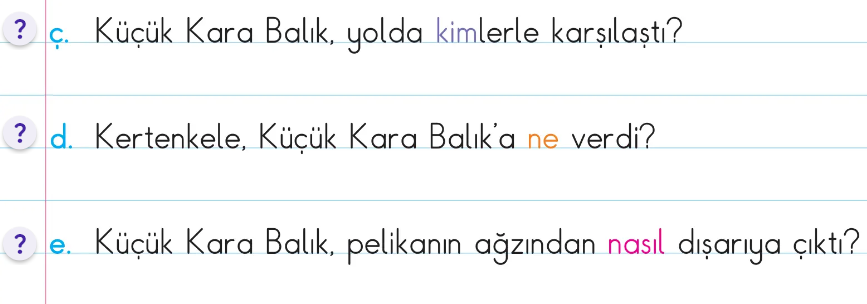 ? ç. Küçük Kara Balık, yolda kimlerle karşılaştı?
? d. Kertenkele, Küçük Kara Balık'a ne verdi?
? e. Küçük Kara Balık, pelikanın ağzından nasıl dışarıya çıktı?